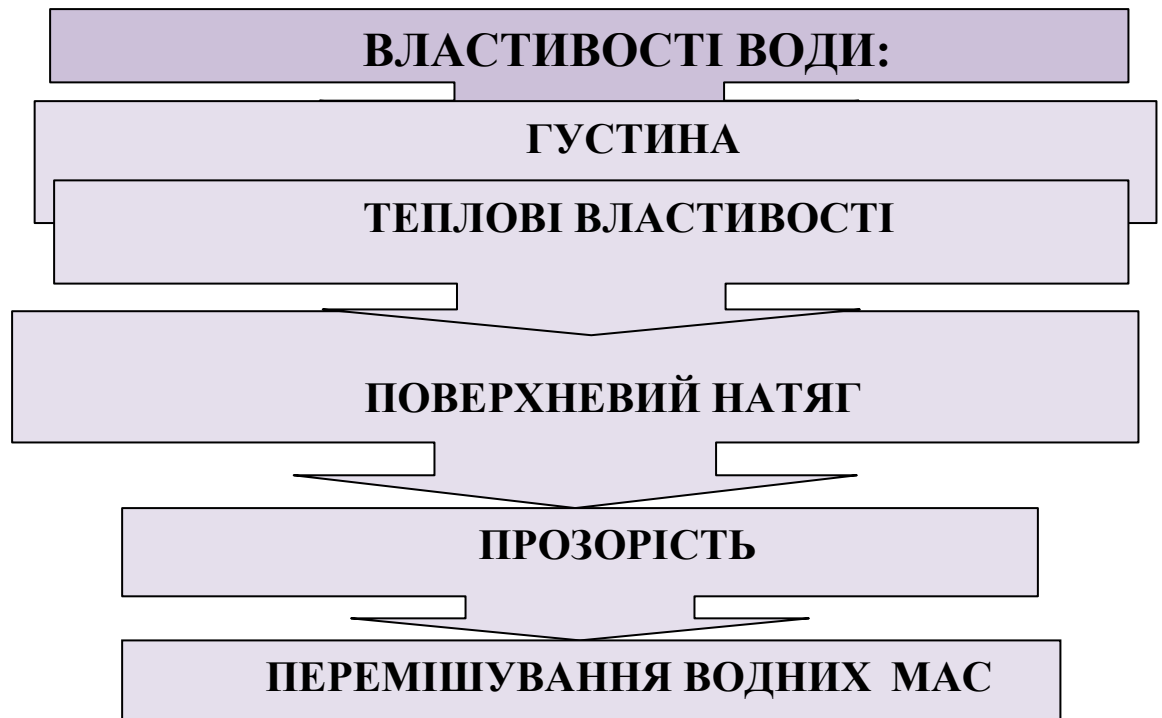 ВЛАСТИВОСТІ ВОДИ:
ГУСТИНА
ТЕПЛОВІ ВЛАСТИВОСТІ
ПОВЕРХНЕВИЙ НАТЯГ
ПРОЗОРІСТЬ
ПЕРЕМІШУВАННЯ ВОДНИХ МАС